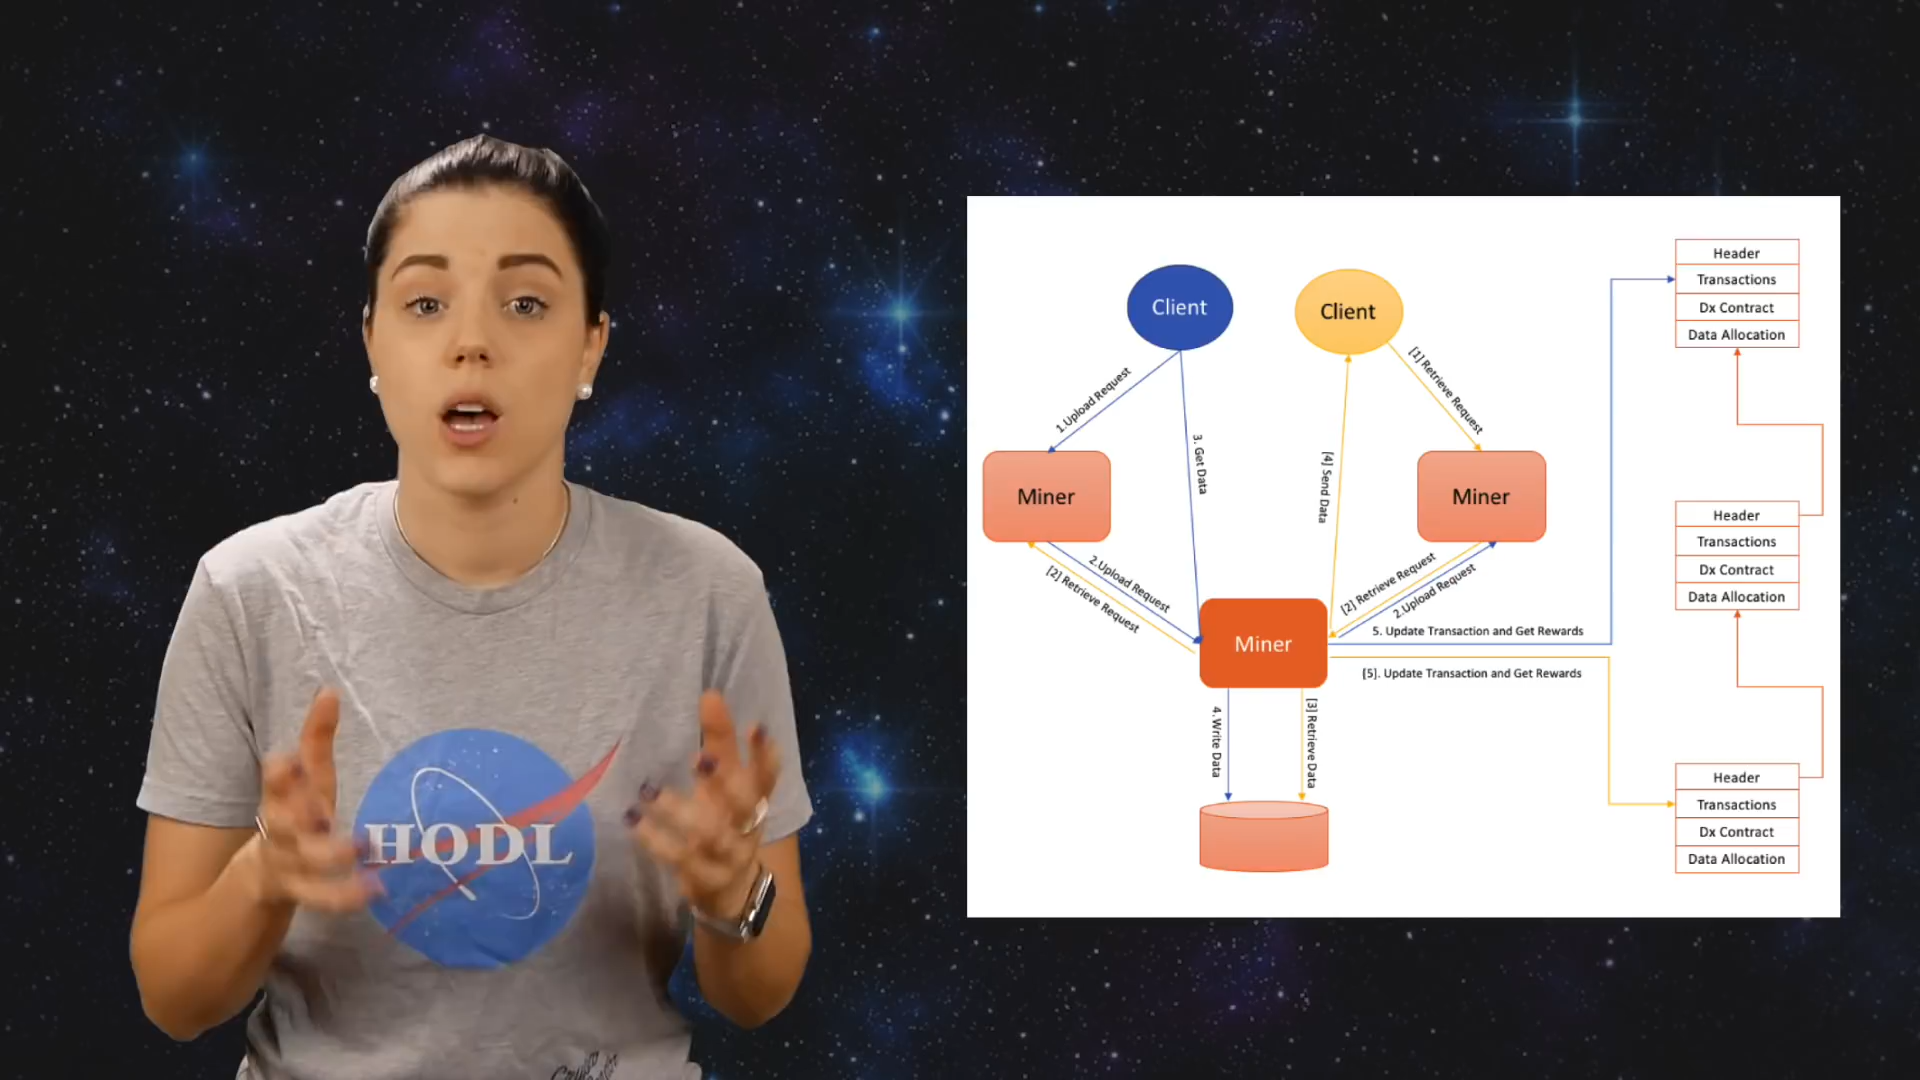 HODL
Client
Client
1.Upload Request
3. Get Data
[4] Send Data
[1] Retrieve Request
Miner
Miner
2.Upload Request
[2] Retrieve Request
[2] Retrieve Request
2.Upload Request
Miner
5. Update Transaction and Get Rewards
[5]. Update Transaction and Get Rewards
4.Write Data
[3] Retrieve Data
Header
Transactions
Dx Contract
Data Allocation
Header
Transactions
Dx Contract
Data Allocation
Header
Transactions
Dx Contract
Data Allocation